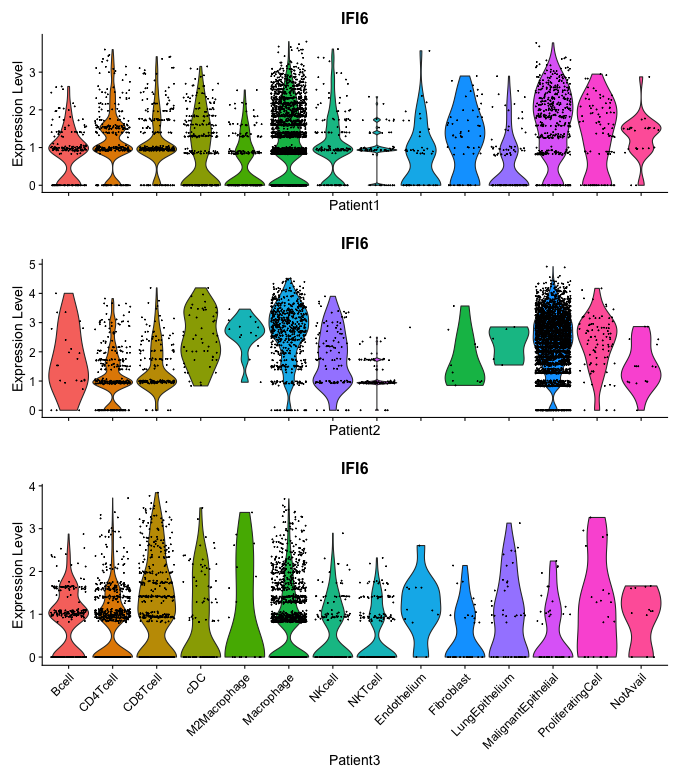 IFI6
Expression Level
3
2
1
0
Patient1
IFI6
Expression Level
5
4
3
2
1
0
Patient2
IFI6
Expression Level
4
3
2
1
0
Bcell
CD4Tcell
CD8Tcell
cDC
M2Macrophage
Macrophage
NKcell
NKTcell
Endothelium
Fibroblast
LungEpithelium
MalignantEpithelial
ProliferatingCell
NotAvail
Patient3